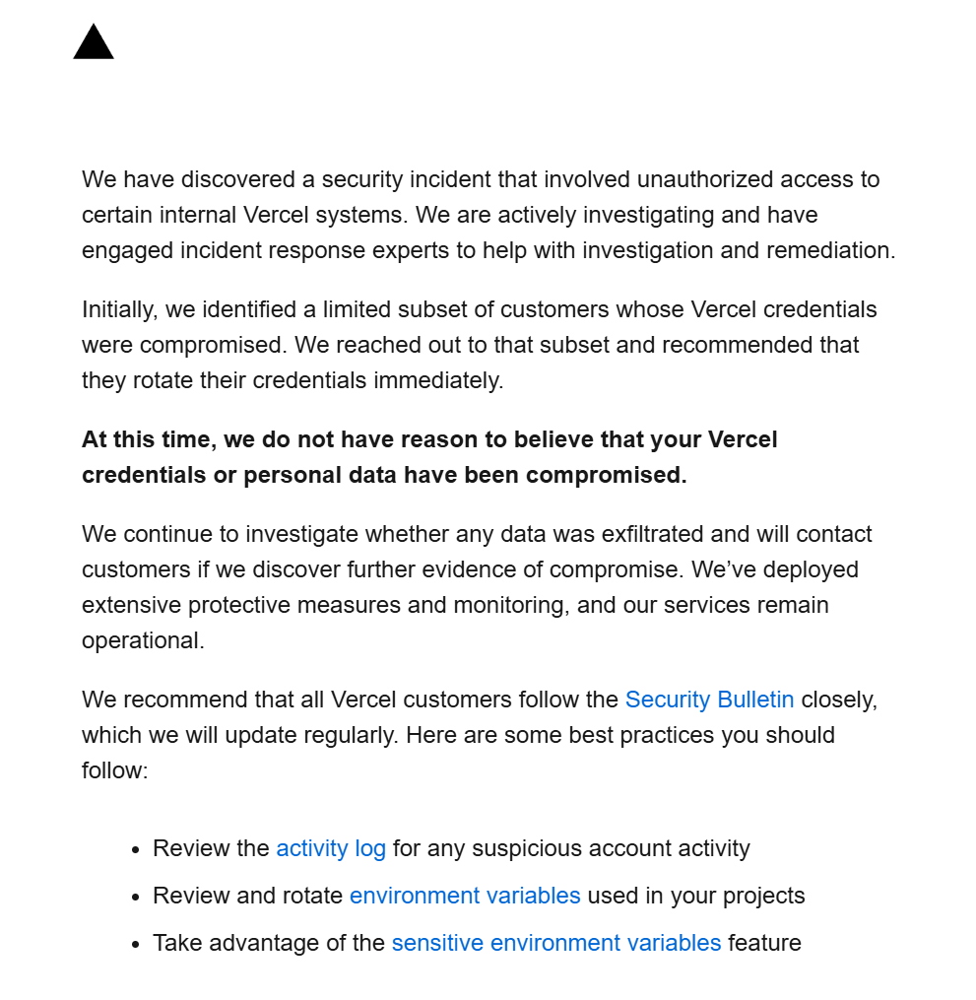 We have discovered a security incident that involved unauthorized access to
certain internal Vercel systems. We are actively investigating and have
engaged incident response experts to help with investigation and remediation.
Initially, we identified a limited subset of customers whose Vercel credentials
were compromised. We reached out to that subset and recommended that
they rotate their credentials immediately.
At this time, we do not have reason to believe that your Vercel
credentials or personal data have been compromised.
We continue to investigate whether any data was exfiltrated and will contact
customers if we discover further evidence of compromise. We’ve deployed
extensive protective measures and monitoring, and our services remain
operational.
We recommend that all Vercel customers follow the Security Bulletin closely,
which we will update regularly. Here are some best practices you should
follow:
• Review the activity log for any suspicious account activity
• Review and rotate environment variables used in your projects
• Take advantage of the sensitive environment variables feature